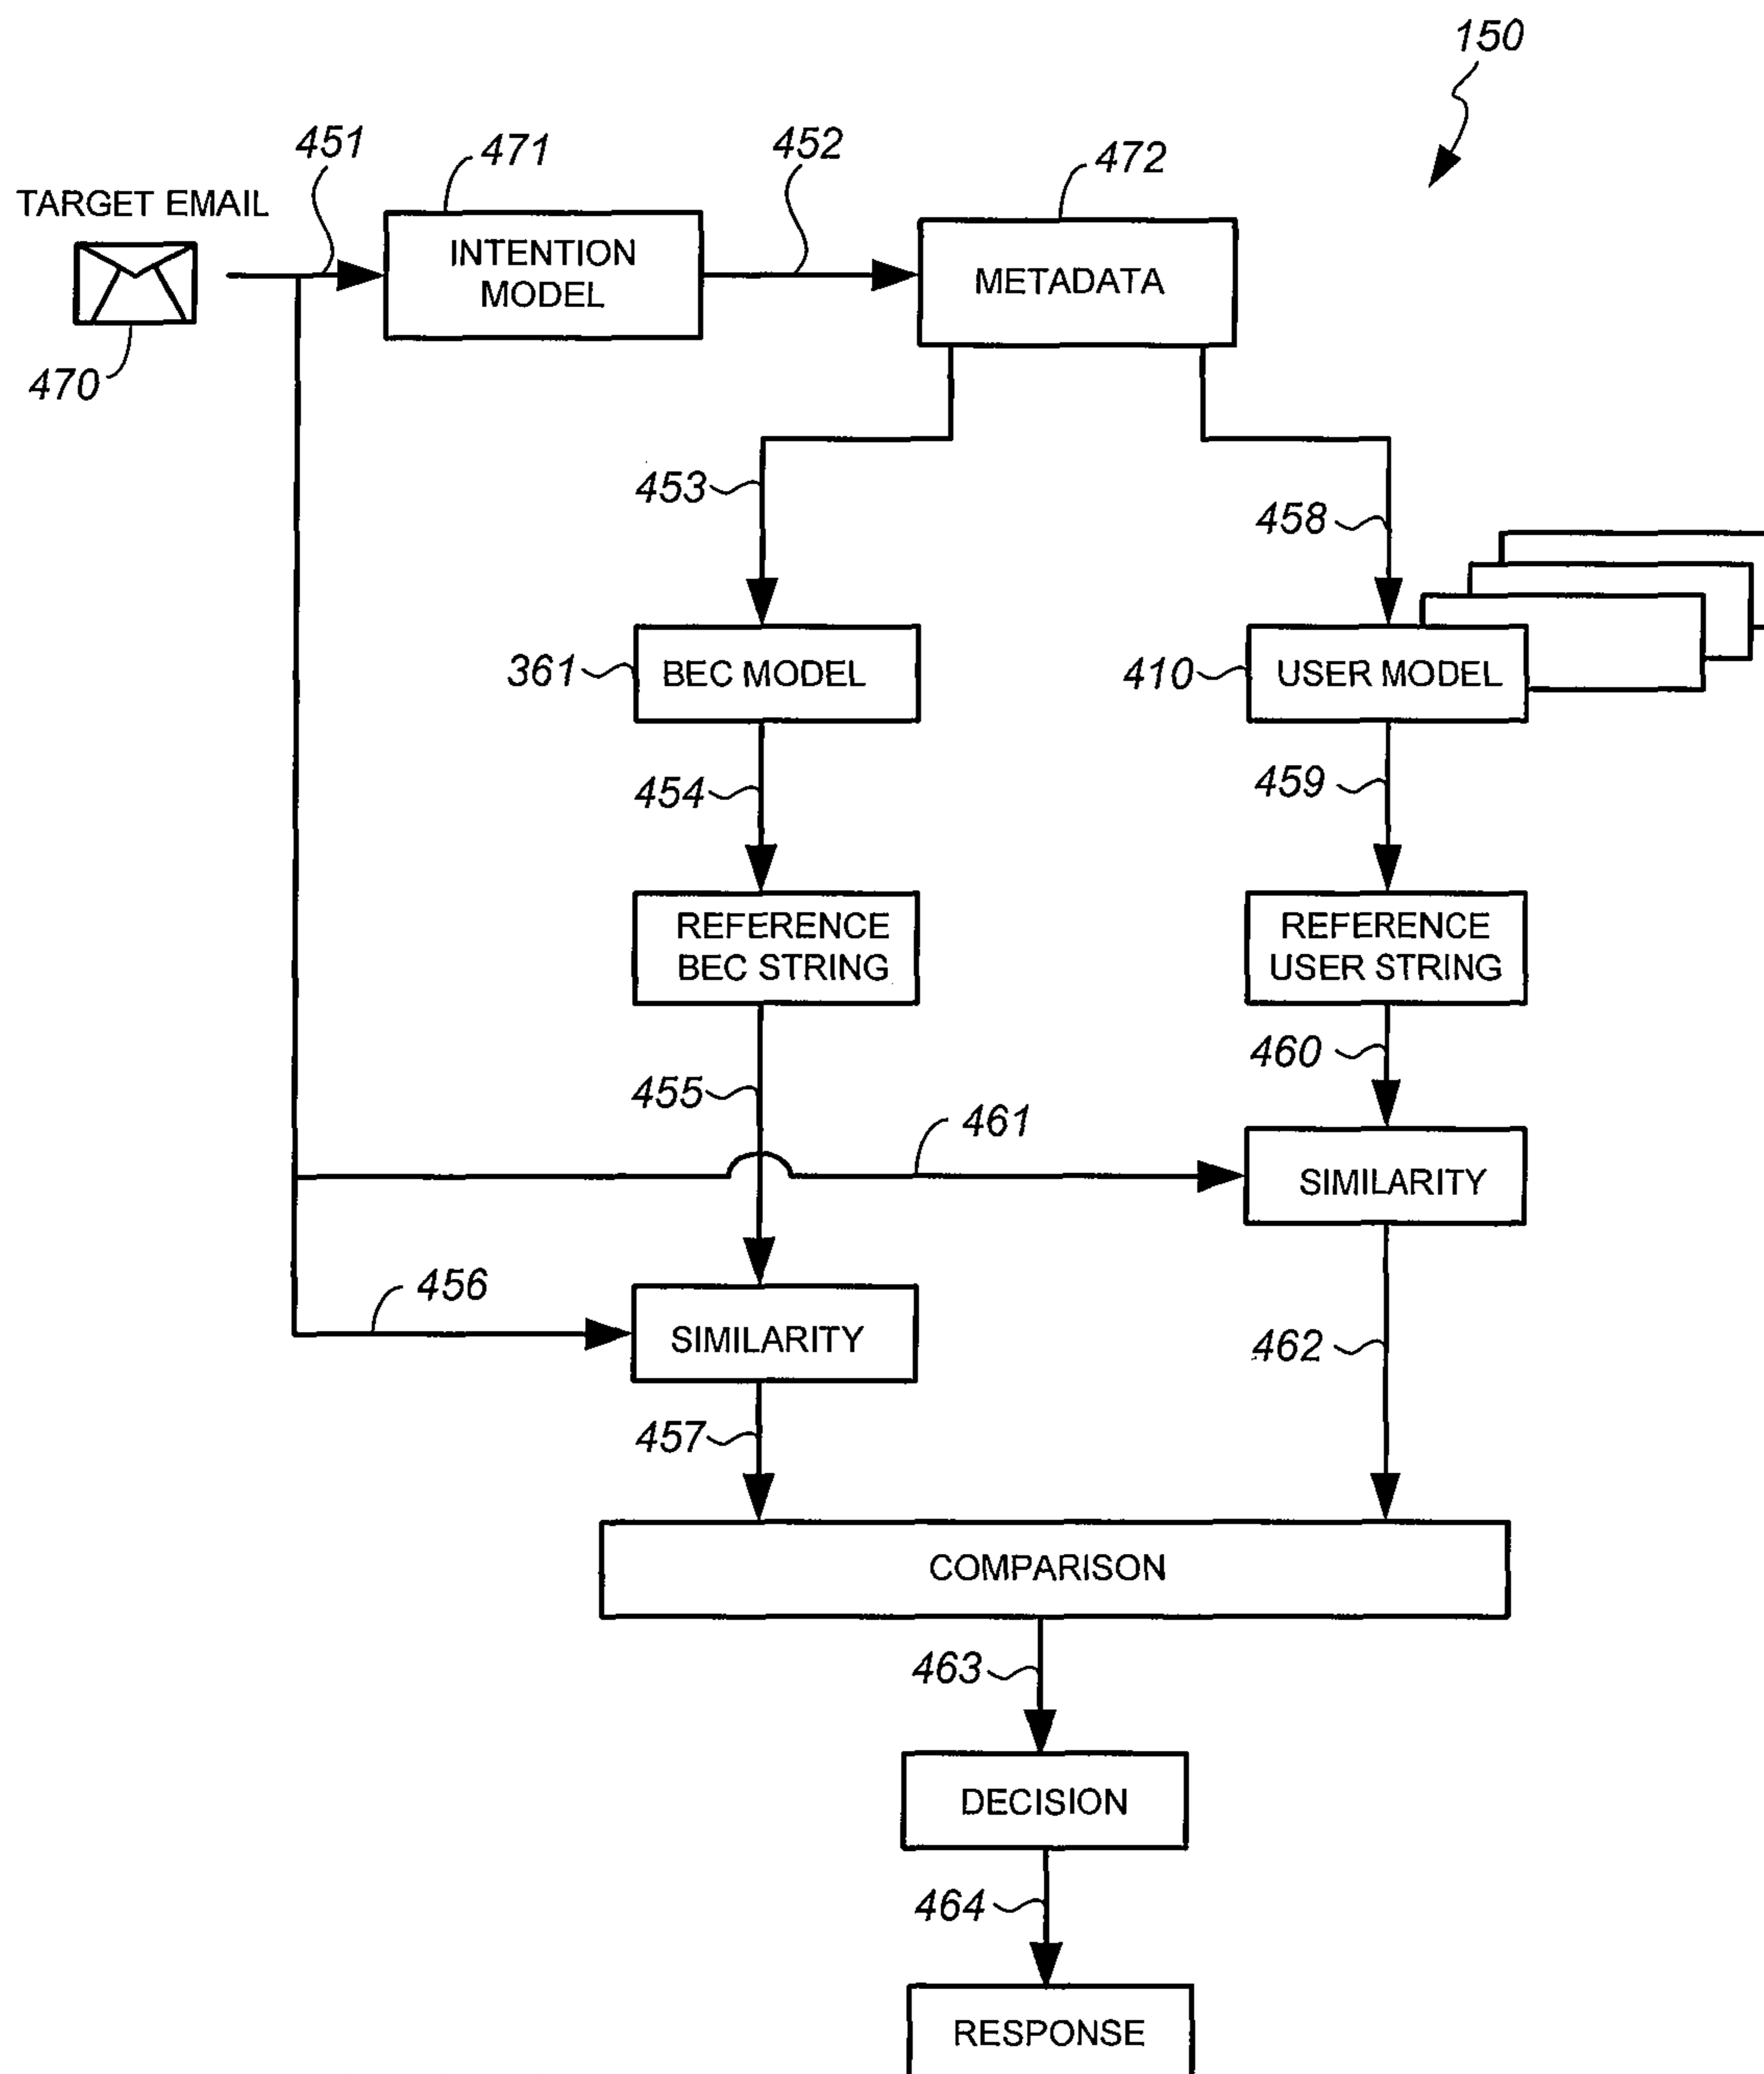 150
451
471
452
472
TARGET EMAIL
INTENTION
MODEL
METADATA
470
453
458
361
BEC MODEL
410
USER MODEL
454
459
REFERENCE
BEC STRING
REFERENCE
USER STRING
460
455
461
SIMILARITY
456
SIMILARITY
462
457
COMPARISON
463
DECISION
464
RESPONSE